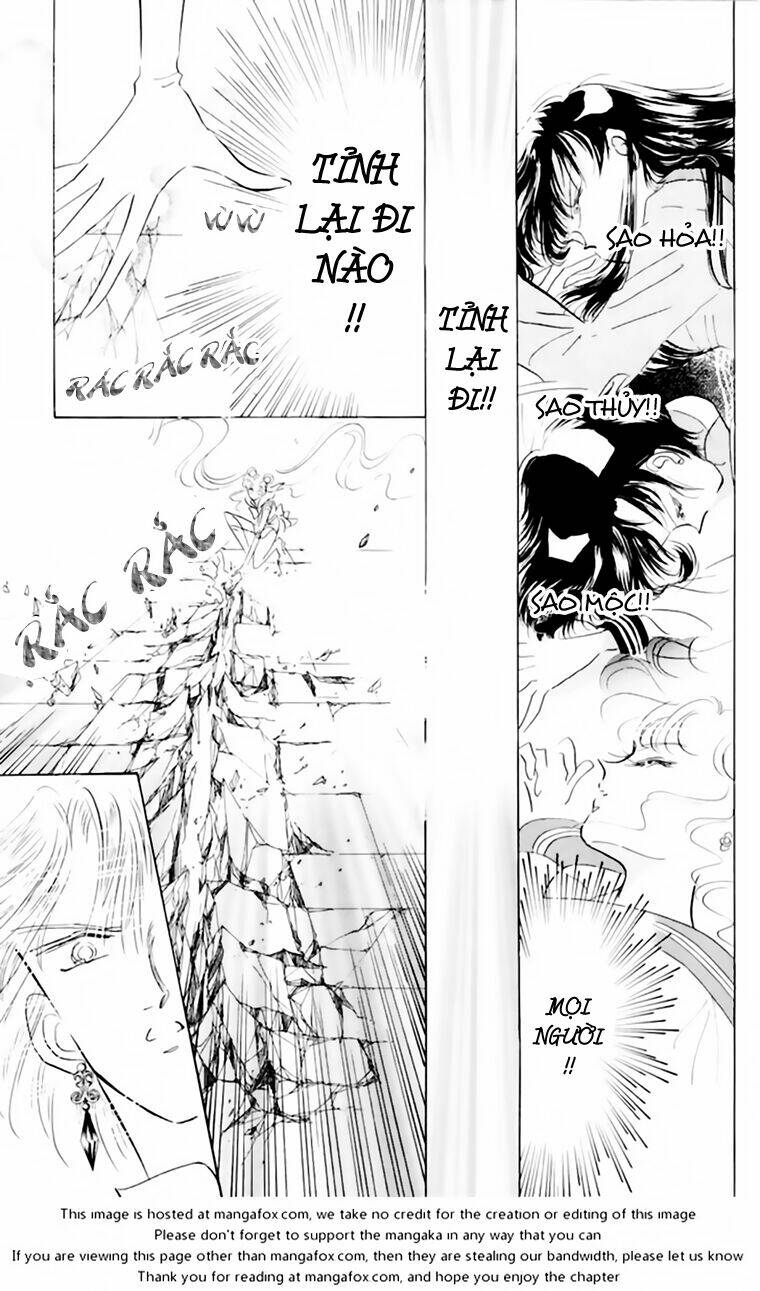 SAO HỎA!!
SAO THỦY!!
SAO MỘC!!
MỌI
NGƯỜI
!!
TỈNH
LẠI
ĐI!!
TỈNH
LẠI ĐI
NÀO
!!
VÙ VÙ
RẮC RẮC RẮC
RẮC RẮC
This image is hosted at mangafox.com, we take no credit for the creation or editing of this image
Please don't forget to support the mangaka in any way that you can
If you are viewing this page other than mangafox.com, then they are stealing our bandwidth, please let us know
Thank you for reading at mangafox.com, and hope you enjoy the chapter